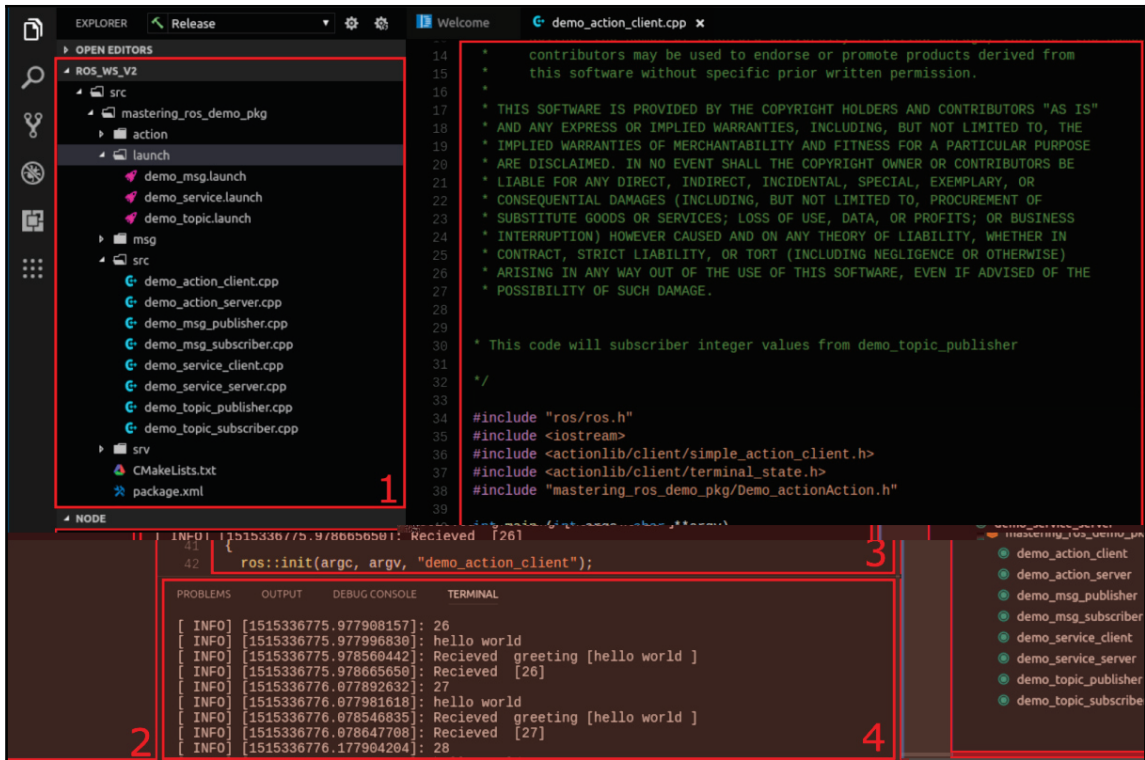 EXPLORER
Release
Welcome
demo_action_client.cpp ×
OPEN EDITORS
ROS_WS_V2
src
mastering_ros_demo_pkg
action
launch
demo_msg.launch
demo_service.launch
demo_topic.launch
msg
src
demo_action_client.cpp
demo_action_server.cpp
demo_msg_publisher.cpp
demo_msg_subscriber.cpp
demo_service_client.cpp
demo_service_server.cpp
demo_topic_publisher.cpp
demo_topic_subscriber.cpp
srv
CMakeLists.txt
package.xml
1
NODE
14 * contributors may be used to endorse or promote products derived from
15 * this software without specific prior written permission.
16 *
17 * THIS SOFTWARE IS PROVIDED BY THE COPYRIGHT HOLDERS AND CONTRIBUTORS "AS IS"
18 * AND ANY EXPRESS OR IMPLIED WARRANTIES, INCLUDING, BUT NOT LIMITED TO, THE
19 * IMPLIED WARRANTIES OF MERCHANTABILITY AND FITNESS FOR A PARTICULAR PURPOSE
20 * ARE DISCLAIMED. IN NO EVENT SHALL THE COPYRIGHT OWNER OR CONTRIBUTORS BE
21 * LIABLE FOR ANY DIRECT, INDIRECT, INCIDENTAL, SPECIAL, EXEMPLARY, OR
22 * CONSEQUENTIAL DAMAGES (INCLUDING, BUT NOT LIMITED TO, PROCUREMENT OF
23 * SUBSTITUTE GOODS OR SERVICES; LOSS OF USE, DATA, OR PROFITS; OR BUSINESS
24 * INTERRUPTION) HOWEVER CAUSED AND ON ANY THEORY OF LIABILITY, WHETHER IN
25 * CONTRACT, STRICT LIABILITY, OR TORT (INCLUDING NEGLIGENCE OR OTHERWISE)
26 * ARISING IN ANY WAY OUT OF THE USE OF THIS SOFTWARE, EVEN IF ADVISED OF THE
27 * POSSIBILITY OF SUCH DAMAGE.
28
29
30 * This code will subscriber integer values from demo_topic_publisher
31
32 */
33
34 #include "ros/ros.h"
35 #include <iostream>
36 #include <actionlib/client/simple_action_client.h>
37 #include <actionlib/client/terminal_state.h>
38 #include "mastering_ros_demo_pkg/Demo_actionAction.h"
39
int main (int argc, char **argv)
[ INFO] [1515336775.978665650]: Recieved [26]
41 {
42 ros::init(argc, argv, "demo_action_client");
3
PROBLEMS OUTPUT DEBUG CONSOLE TERMINAL
[ INFO] [1515336775.977908157]: 26
[ INFO] [1515336775.977996830]: hello world
[ INFO] [1515336775.978560442]: Recieved greeting [hello world ]
[ INFO] [1515336775.978665650]: Recieved [26]
[ INFO] [1515336776.077892632]: 27
[ INFO] [1515336776.077981618]: hello world
[ INFO] [1515336776.078546835]: Recieved greeting [hello world ]
[ INFO] [1515336776.078647708]: Recieved [27]
[ INFO] [1515336776.177904204]: 28
2
4
demo_service_server
mastering_ros_demo_pk
demo_action_client
demo_action_server
demo_msg_publisher
demo_msg_subscriber
demo_service_client
demo_service_server
demo_topic_publisher
demo_topic_subscribe